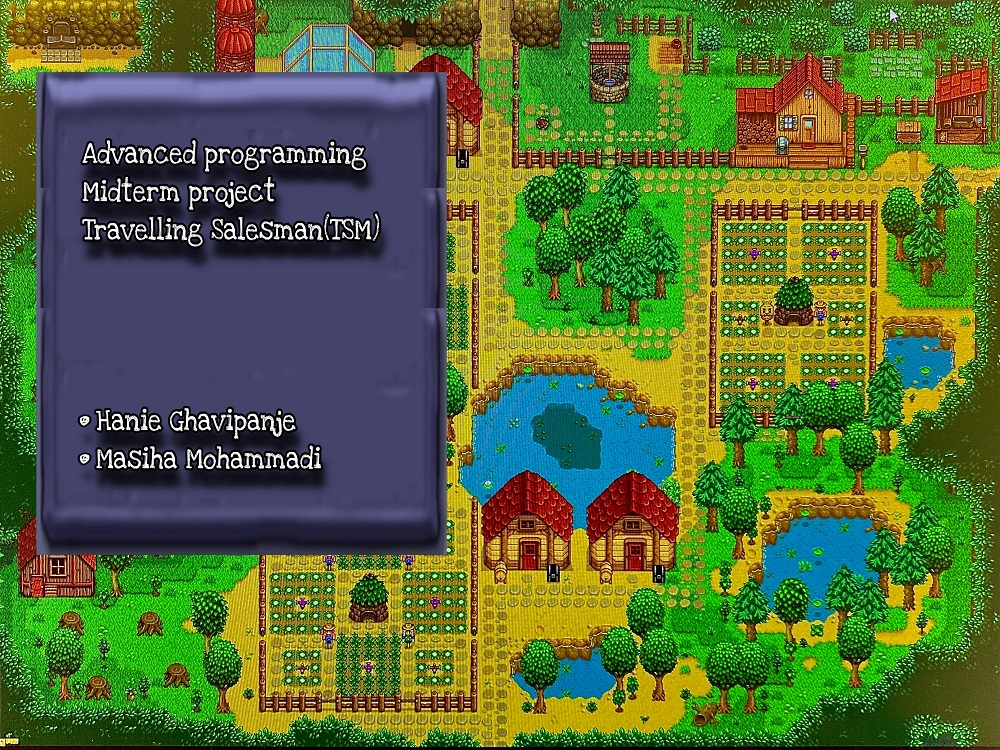 Advanced programming
Midterm project
Travelling Salesman(TSM)
• Hanie Ghavipanje
• Masiha Mohammadi